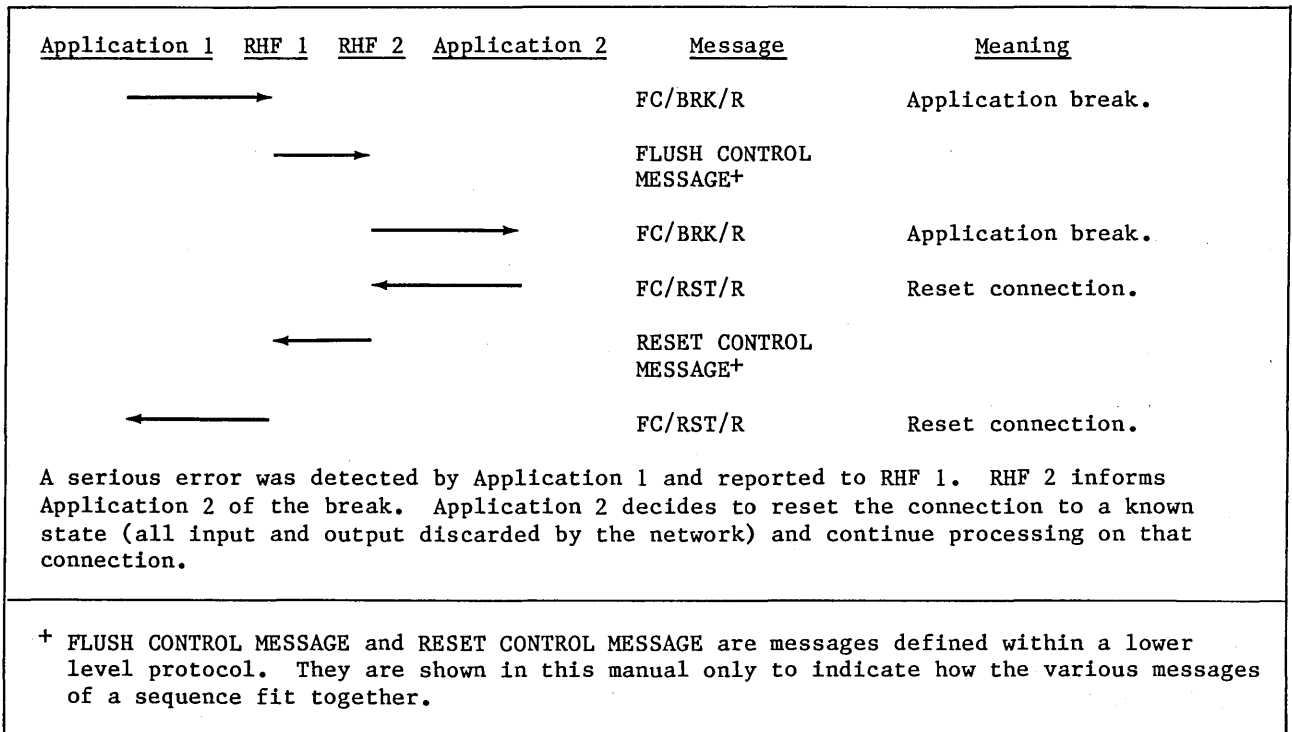 Application 1 RHF 1 RHF 2 Application 2 Message Meaning
FC/BRK/R Application break.
FLUSH CONTROL
MESSAGE+
FC/BRK/R Application break.
FC/RST/R Reset connection.
RESET CONTROL
MESSAGE+
FC/RST/R Reset connection.
A serious error was detected by Application 1 and reported to RHF 1. RHF 2 informs
Application 2 of the break. Application 2 decides to reset the connection to a known
state (all input and output discarded by the network) and continue processing on that
connection.
+ FLUSH CONTROL MESSAGE and RESET CONTROL MESSAGE are messages defined within a lower
level protocol. They are shown in this manual only to indicate how the various messages
of a sequence fit together.